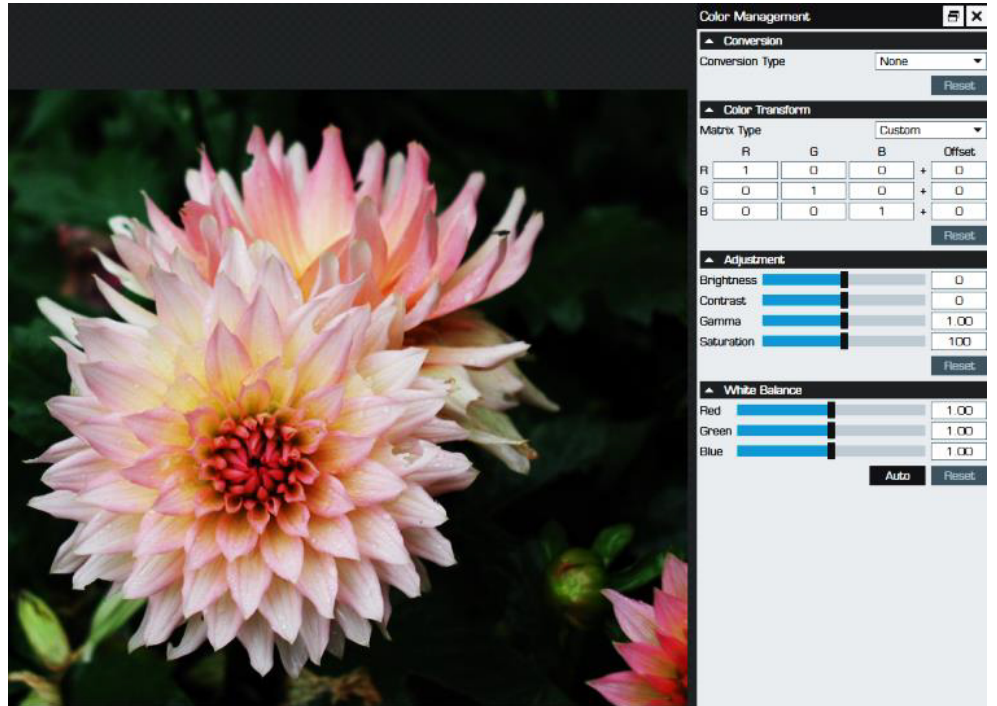 Color Management
Conversion
Conversion Type None
Reset
Color Transform
Matrix Type Custom
R G B Offset
R 1 0 0 + 0
G 0 1 0 + 0
B 0 0 1 + 0
Reset
Adjustment
Brightness 0
Contrast 0
Gamma 1.00
Saturation 100
Reset
White Balance
Red 1.00
Green 1.00
Blue 1.00
Auto Reset